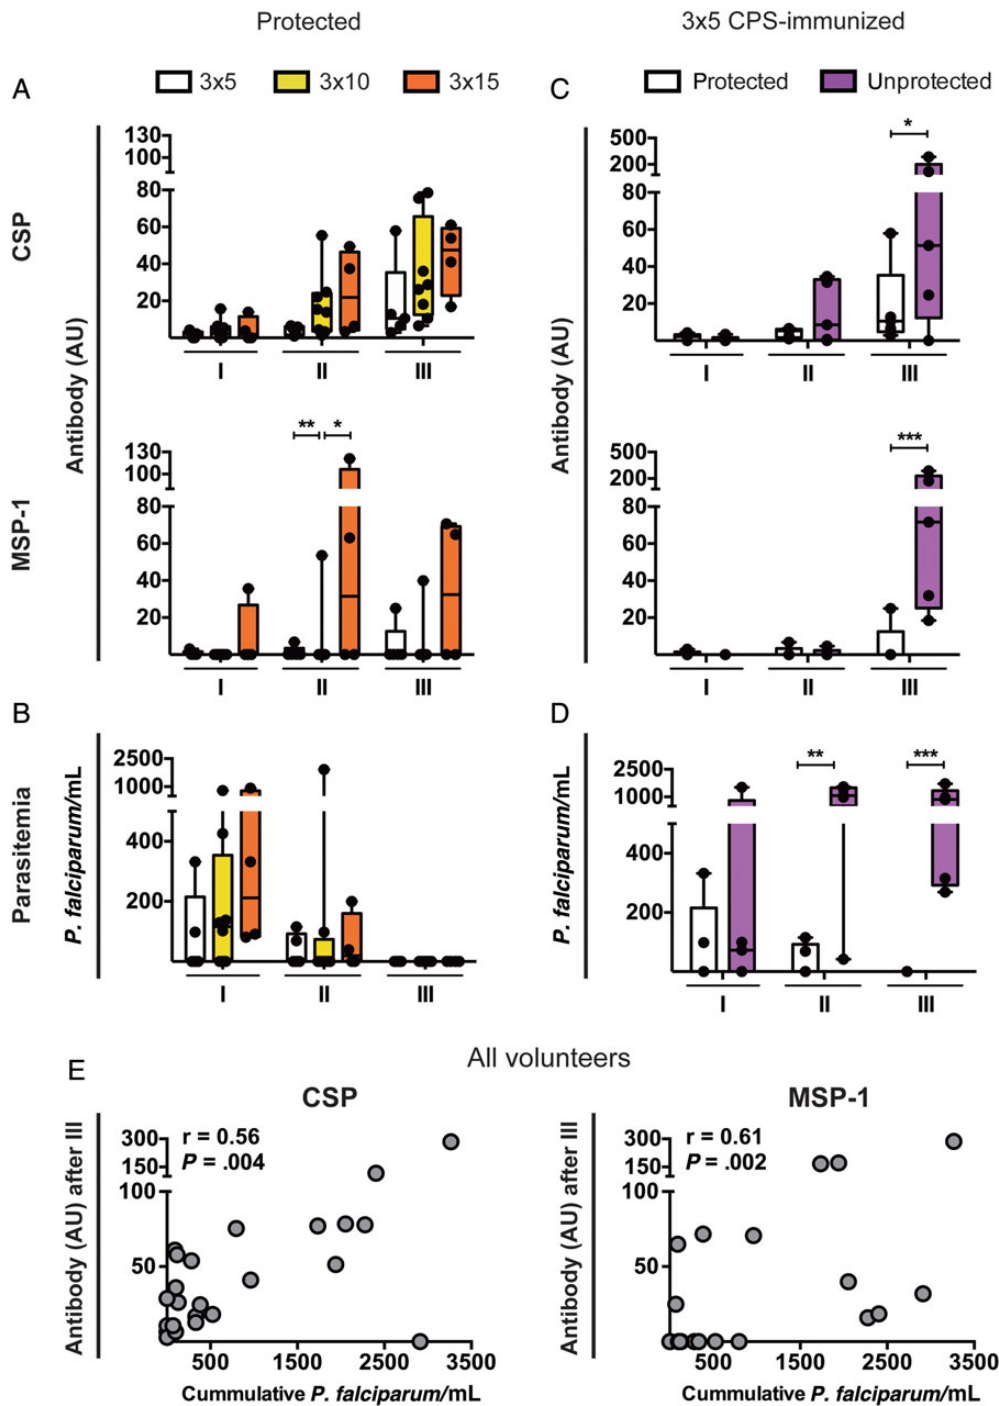 Protected
3x5 CPS-immunized
A
3x5
3x10
3x15
C
Protected
Unprotected
CSP
Antibody (AU)
130
100
80
60
40
20
I
II
III
Antibody (AU)
500
200
80
60
40
20
I
II
III
*
MSP-1
130
100
80
60
40
20
I
II
III
**
*
500
200
80
60
40
20
I
II
III
***
B
Parasitemia
P. falciparum/mL
2500
1000
400
200
I
II
III
D
P. falciparum/mL
2500
1000
400
200
I
II
III
**
***
E
All volunteers
CSP
Antibody (AU) after III
r = 0.56
P = .004
300
150
100
50
500
1500
2500
3500
Cummulative P. falciparum/mL
MSP-1
Antibody (AU) after III
r = 0.61
P = .002
300
150
100
50
500
1500
2500
3500
Cummulative P. falciparum/mL